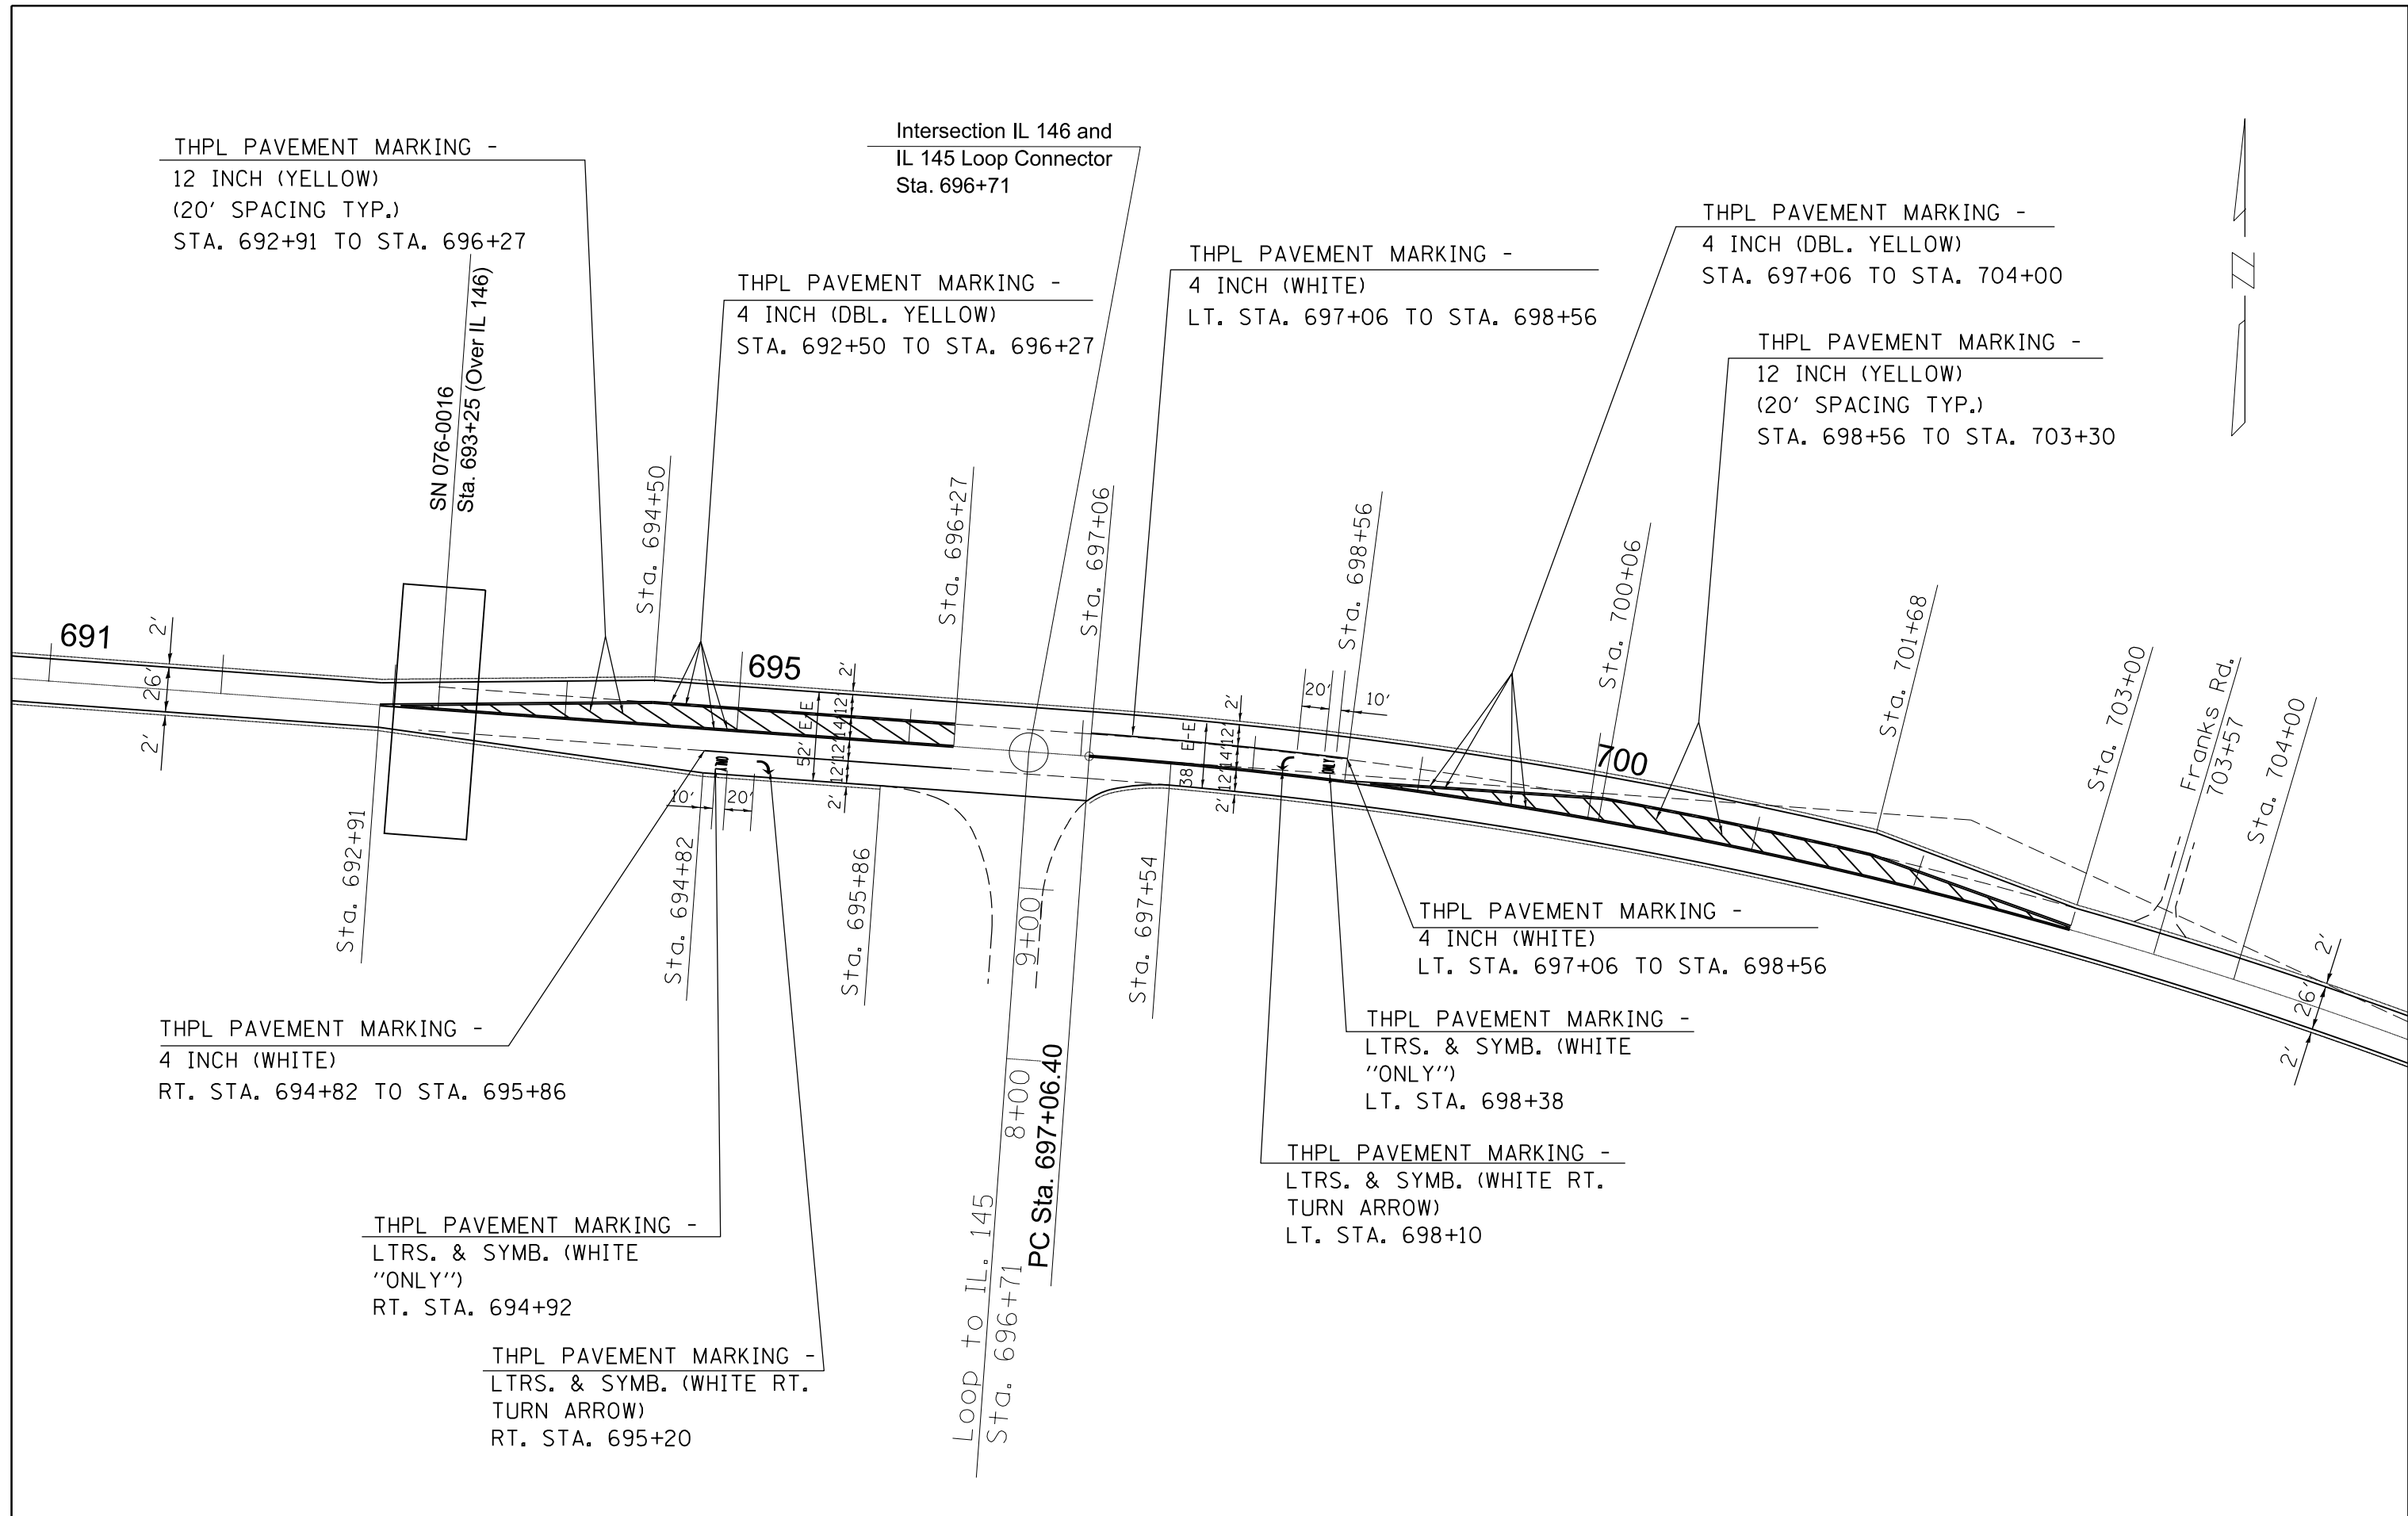 THPL PAVEMENT MARKING -
12 INCH (YELLOW)
(20' SPACING TYP.)
STA. 692+91 TO STA. 696+27
Intersection IL 146 and
IL 145 Loop Connector
Sta. 696+71
THPL PAVEMENT MARKING -
4 INCH (DBL. YELLOW)
STA. 692+50 TO STA. 696+27
THPL PAVEMENT MARKING -
4 INCH (WHITE)
LT. STA. 697+06 TO STA. 698+56
THPL PAVEMENT MARKING -
4 INCH (DBL. YELLOW)
STA. 697+06 TO STA. 704+00
THPL PAVEMENT MARKING -
12 INCH (YELLOW)
(20' SPACING TYP.)
STA. 698+56 TO STA. 703+30
N
SN 076-0016
Sta. 693+25 (Over IL 146)
Sta. 694+50
Sta. 696+27
Sta. 697+06
Sta. 698+56
Sta. 700+06
Sta. 701+68
Sta. 703+00
Franks Rd.
703+57
Sta. 704+00
691
2'
26'
2'
695
52' E-E
2'
12'
14'
12'
12'
2'
ONLY
10'
20'
38' E-E
2'
12'
14'
12'
2'
20'
10'
ONLY
700
2'
26'
2'
Sta. 692+91
Sta. 694+82
Sta. 695+86
9+00
8+00
Sta. 697+54
PC Sta. 697+06.40
Loop to IL. 145
Sta. 696+71
THPL PAVEMENT MARKING -
4 INCH (WHITE)
LT. STA. 697+06 TO STA. 698+56
THPL PAVEMENT MARKING -
LTRS. & SYMB. (WHITE
"ONLY")
LT. STA. 698+38
THPL PAVEMENT MARKING -
LTRS. & SYMB. (WHITE RT.
TURN ARROW)
LT. STA. 698+10
THPL PAVEMENT MARKING -
4 INCH (WHITE)
RT. STA. 694+82 TO STA. 695+86
THPL PAVEMENT MARKING -
LTRS. & SYMB. (WHITE
"ONLY")
RT. STA. 694+92
THPL PAVEMENT MARKING -
LTRS. & SYMB. (WHITE RT.
TURN ARROW)
RT. STA. 695+20